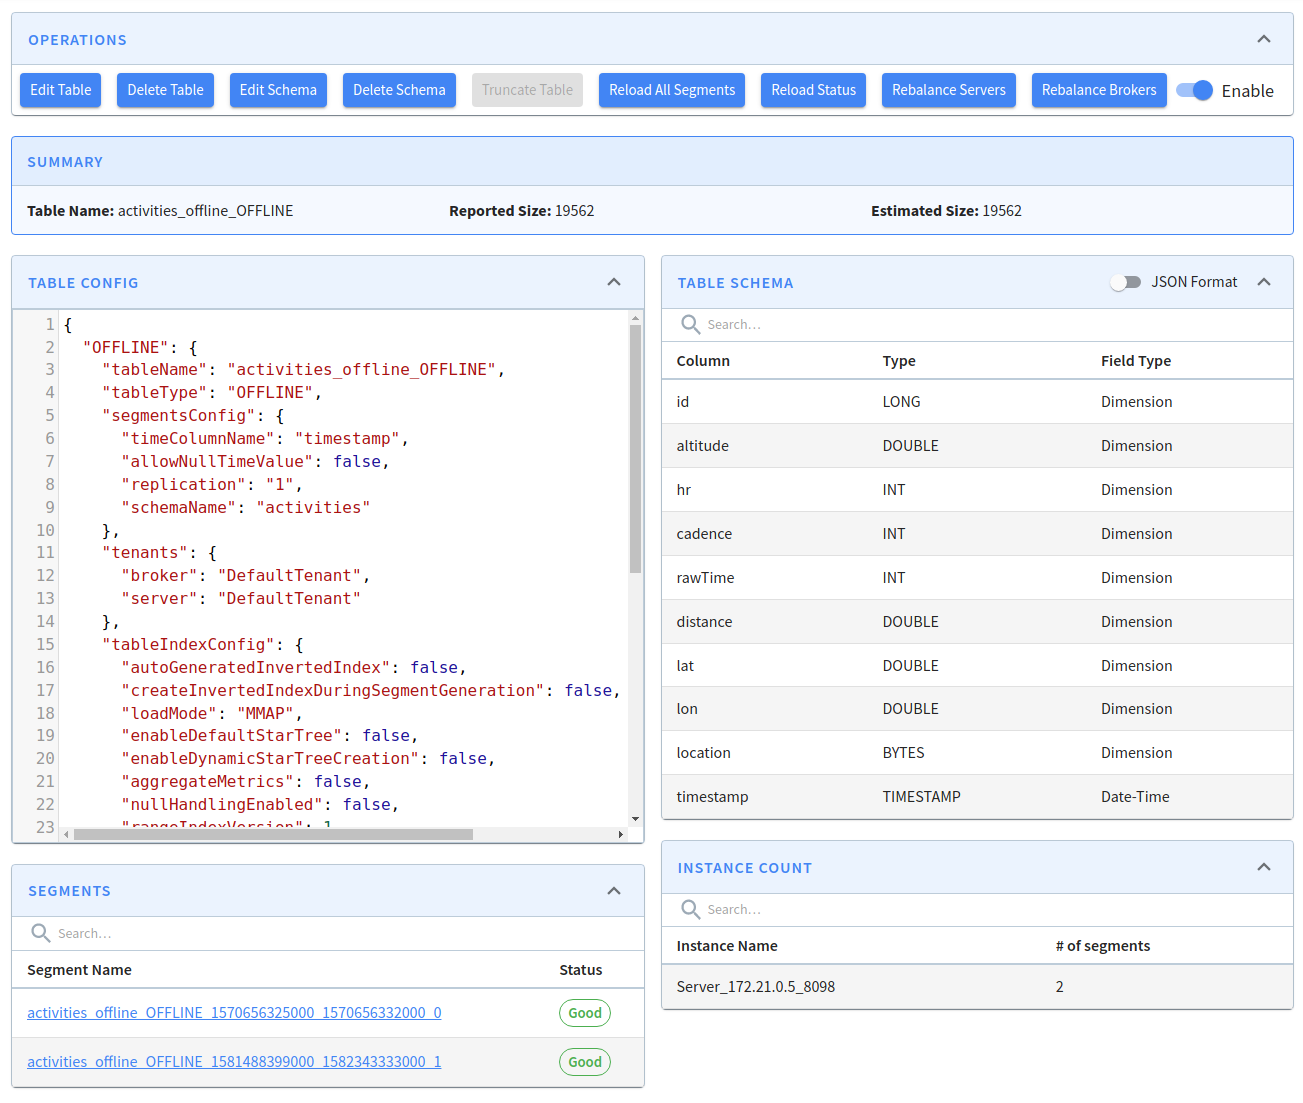 OPERATIONS
Edit Table Delete Table Edit Schema Delete Schema Truncate Table Reload All Segments Reload Status Rebalance Servers Rebalance Brokers Enable
SUMMARY
Table Name: activities_offline_OFFLINE Reported Size: 19562 Estimated Size: 19562
TABLE CONFIG
1 {
2 "OFFLINE": {
3 "tableName": "activities_offline_OFFLINE",
4 "tableType": "OFFLINE",
5 "segmentsConfig": {
6 "timeColumnName": "timestamp",
7 "allowNullTimeValue": false,
8 "replication": "1",
9 "schemaName": "activities"
10 },
11 "tenants": {
12 "broker": "DefaultTenant",
13 "server": "DefaultTenant"
14 },
15 "tableIndexConfig": {
16 "autoGeneratedInvertedIndex": false,
17 "createInvertedIndexDuringSegmentGeneration": false,
18 "loadMode": "MMAP",
19 "enableDefaultStarTree": false,
20 "enableDynamicStarTreeCreation": false,
21 "aggregateMetrics": false,
22 "nullHandlingEnabled": false,
23 "rangeIndexVersion": 1
SEGMENTS
Search...
Segment Name Status
activities_offline_OFFLINE_1570656325000_1570656332000_0 Good
activities_offline_OFFLINE_1581488399000_1582343333000_1 Good
TABLE SCHEMA JSON Format
Search...
Column Type Field Type
id LONG Dimension
altitude DOUBLE Dimension
hr INT Dimension
cadence INT Dimension
rawTime INT Dimension
distance DOUBLE Dimension
lat DOUBLE Dimension
lon DOUBLE Dimension
location BYTES Dimension
timestamp TIMESTAMP Date-Time
INSTANCE COUNT
Search...
Instance Name # of segments
Server_172.21.0.5_8098 2